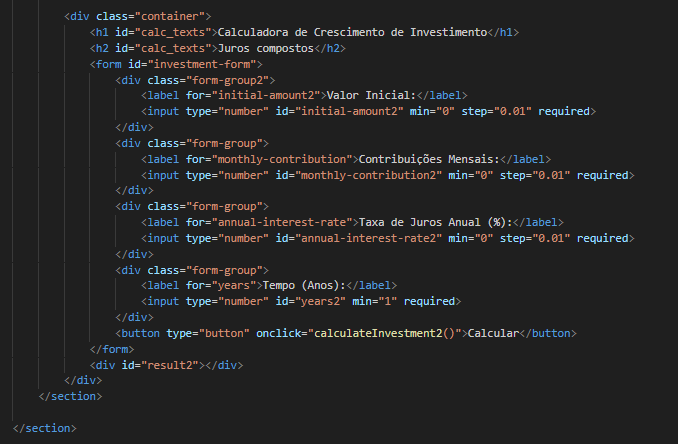 <div class="container">
<h1 id="calc_texts">Calculadora de Crescimento de Investimento</h1>
<h2 id="calc_texts">Juros compostos</h2>
<form id="investment-form">
<div class="form-group2">
<label for="initial-amount2">Valor Inicial:</label>
<input type="number" id="initial-amount2" min="0" step="0.01" required>
</div>
<div class="form-group">
<label for="monthly-contribution">Contribuições Mensais:</label>
<input type="number" id="monthly-contribution2" min="0" step="0.01" required>
</div>
<div class="form-group">
<label for="annual-interest-rate">Taxa de Juros Anual (%):</label>
<input type="number" id="annual-interest-rate2" min="0" step="0.01" required>
</div>
<div class="form-group">
<label for="years">Tempo (Anos):</label>
<input type="number" id="years2" min="1" required>
</div>
<button type="button" onclick="calculateInvestment2()">Calcular</button>
</form>
<div id="result2"></div>
</div>
</section>
</section>